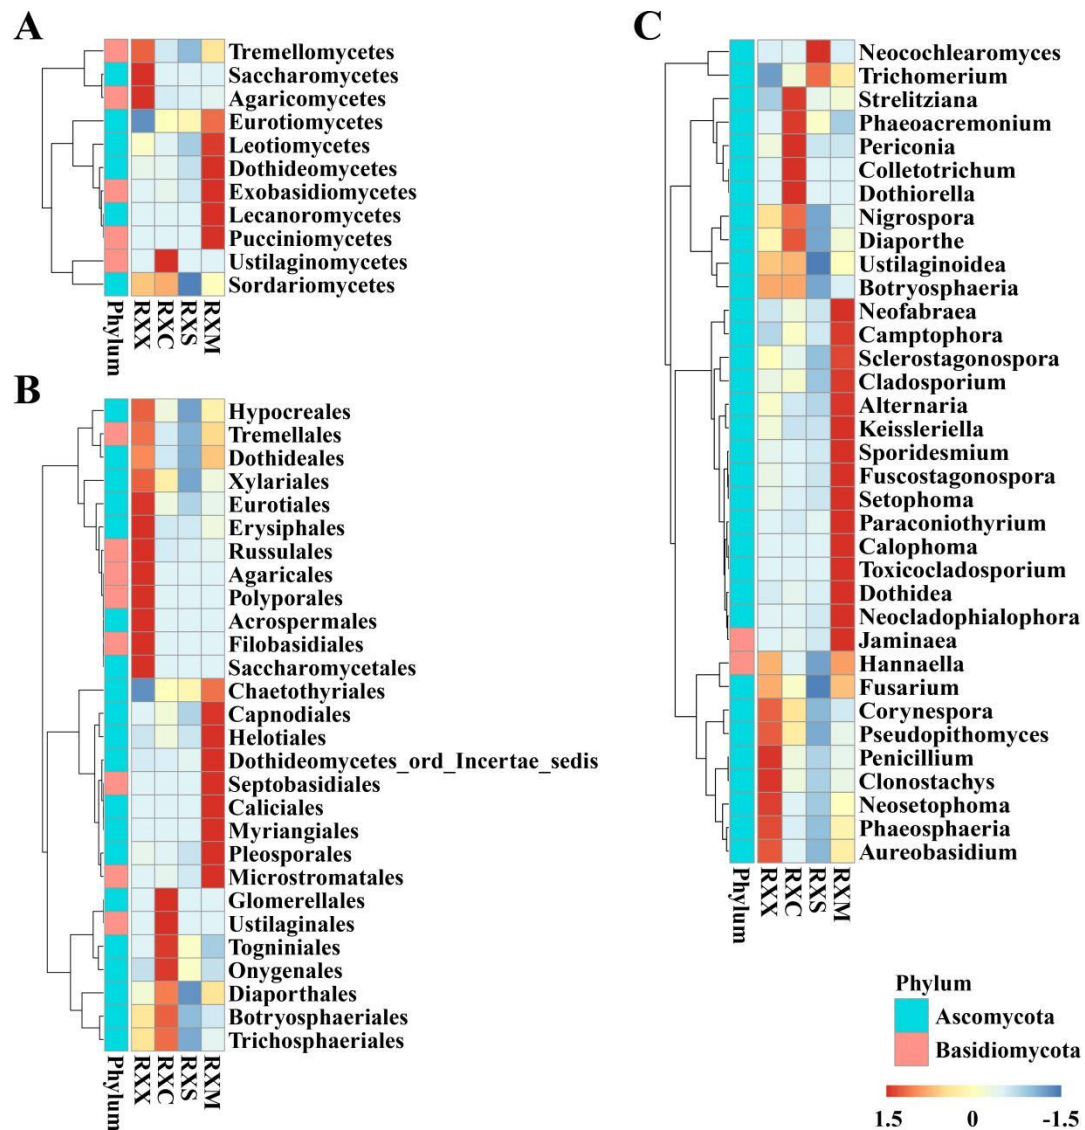 A
Tremellomycetes
Saccharomycetes
Agaricomycetes
Eurotiomycetes
Leotiomycetes
Dothideomycetes
Exobasidiomycetes
Lecanoromycetes
Pucciniomycetes
Ustilaginomycetes
Sordariomycetes
Phylum
RXX
RXC
RXS
RXM
B
Hypocreales
Tremellales
Dothideales
Xylariales
Eurotiales
Erysiphales
Russulales
Agaricales
Polyporales
Acrospermales
Filobasidiales
Saccharomycetales
Chaetothyriales
Capnodiales
Helotiales
Dothideomycetes_ord_Incertae_sedis
Septobasidiales
Caliciales
Myriangiales
Pleosporales
Microstromatales
Glomerellales
Ustilaginales
Togniniales
Onygenales
Diaporthales
Botryosphaeriales
Trichosphaeriales
Phylum
RXX
RXC
RXS
RXM
C
Neocochlearomyces
Trichomerium
Strelitziana
Phaeoacremonium
Periconia
Colletotrichum
Dothiorella
Nigrospora
Diaporthe
Ustilaginoidea
Botryosphaeria
Neofabraea
Camptophora
Sclerostagonospora
Cladosporium
Alternaria
Keissleriella
Sporidesmium
Fuscostagonospora
Setophoma
Paraconiothyrium
Calophoma
Toxicocladosporium
Dothidea
Neocladophialophora
Jaminaea
Hannaella
Fusarium
Corynespora
Pseudopithomyces
Penicillium
Clonostachys
Neosetophoma
Phaeosphaeria
Aureobasidium
Phylum
RXX
RXC
RXS
RXM
Phylum
Ascomycota
Basidiomycota
1.5 0 -1.5